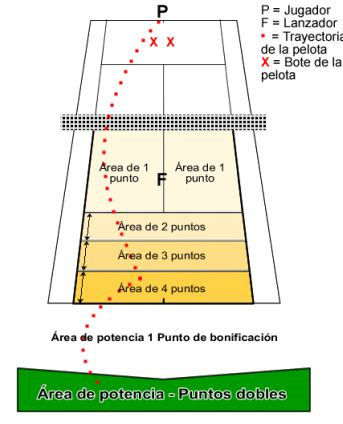 P
P = Jugador
F = Lanzador
= Trayectoria
de la pelota
X = Bote de la
pelota
X X
Área de 1
punto
Área de 1
punto
F
Área de 2 puntos
Área de 3 puntos
Área de 4 puntos
Área de potencia 1 Punto de bonificación
Área de potencia - Puntos dobles